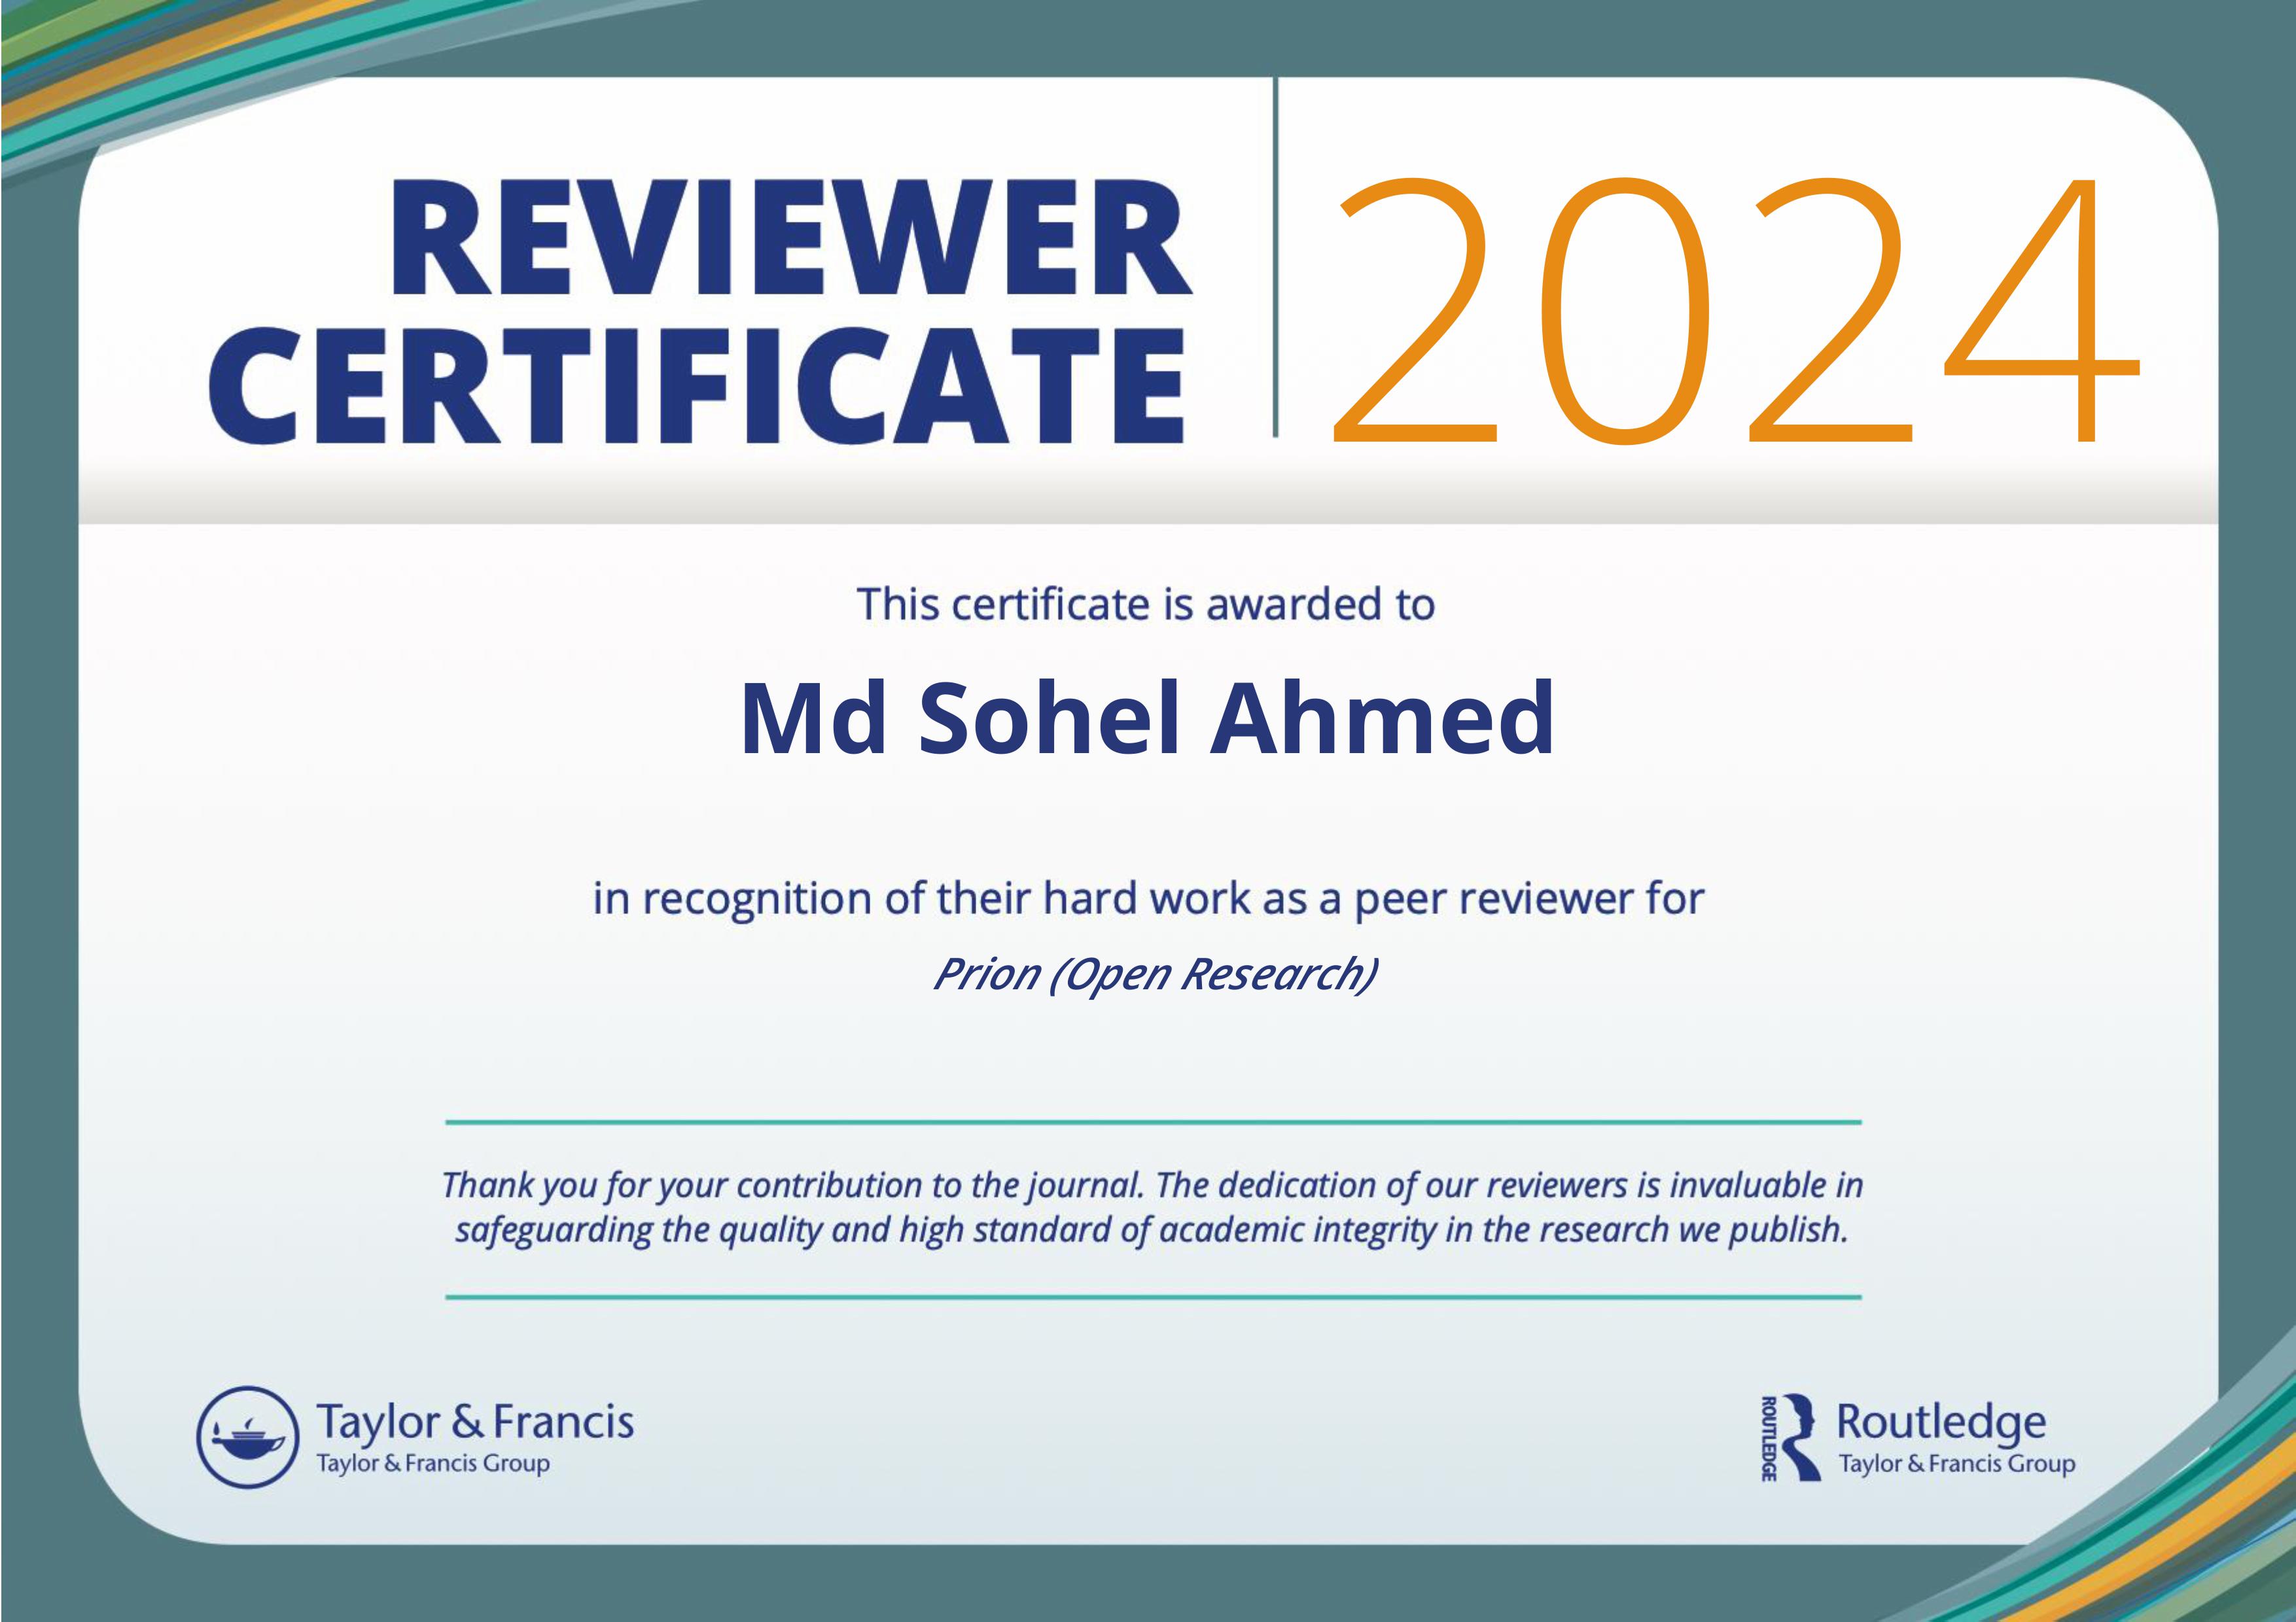 REVIEWER
CERTIFICATE
2024
This certificate is awarded to
Md Sohel Ahmed
in recognition of their hard work as a peer reviewer for
Prion (Open Research)
Thank you for your contribution to the journal. The dedication of our reviewers is invaluable in
safeguarding the quality and high standard of academic integrity in the research we publish.
Taylor & Francis
Taylor & Francis Group
ROUTLEDGE
Routledge
Taylor & Francis Group